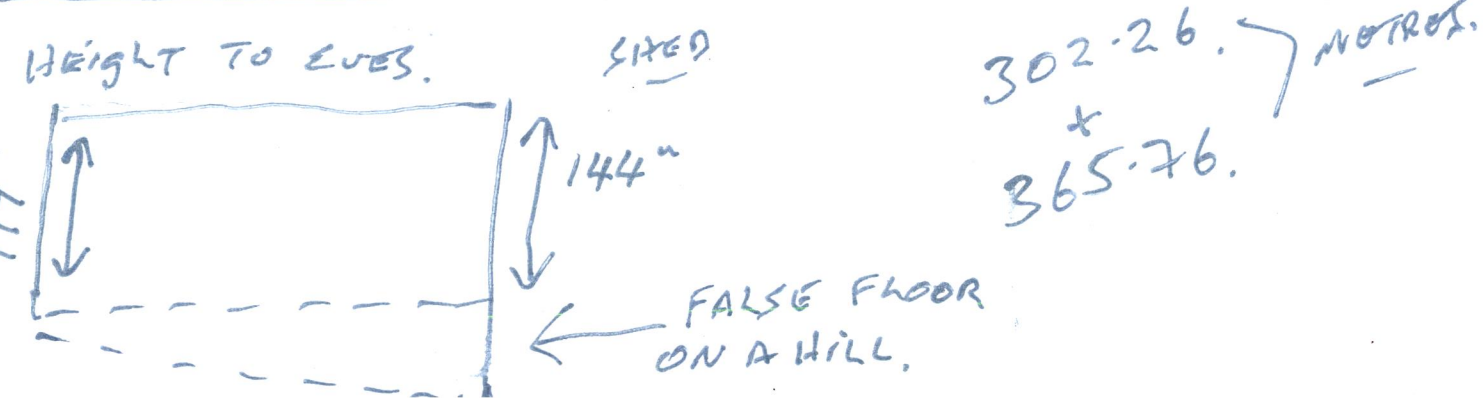 HEIGHT TO EVES.
SHED
302.26.
x
365.76.
METRES.
144"
FALSE FLOOR
ON A HILL.